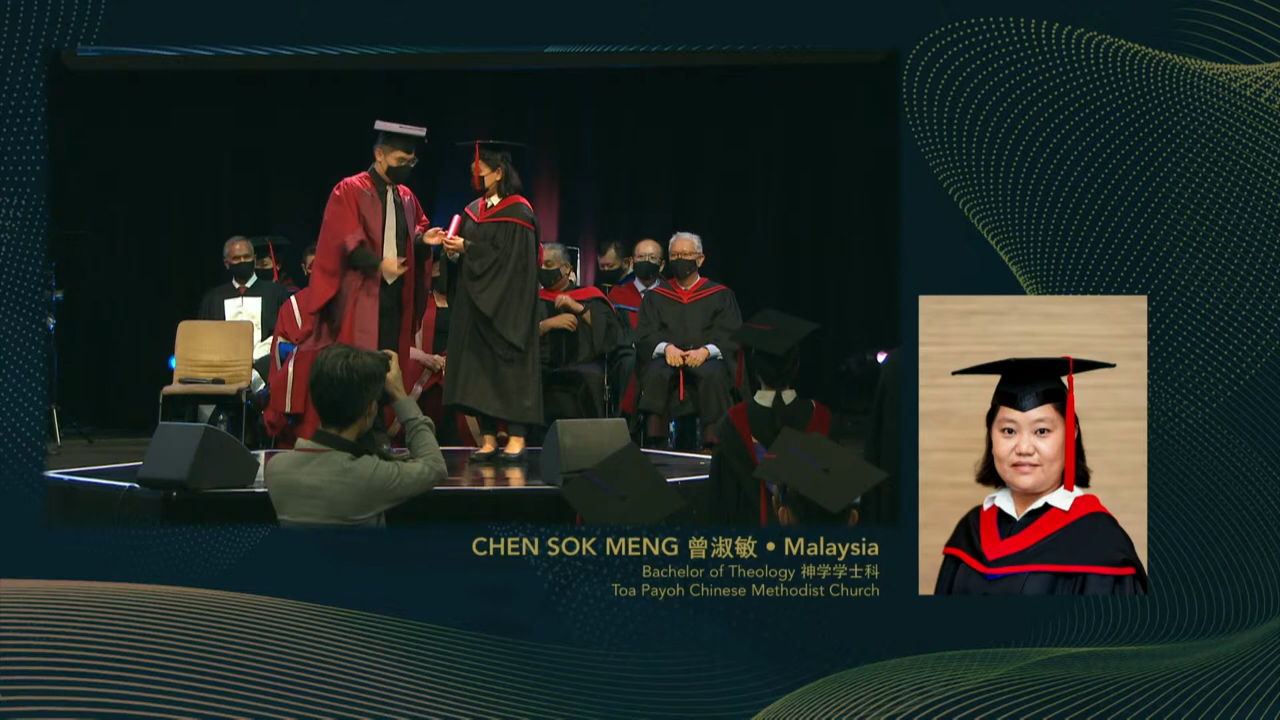 CHEN SOK MENG 曾淑敏 • Malaysia
Bachelor of Theology 神学学士科
Toa Payoh Chinese Methodist Church